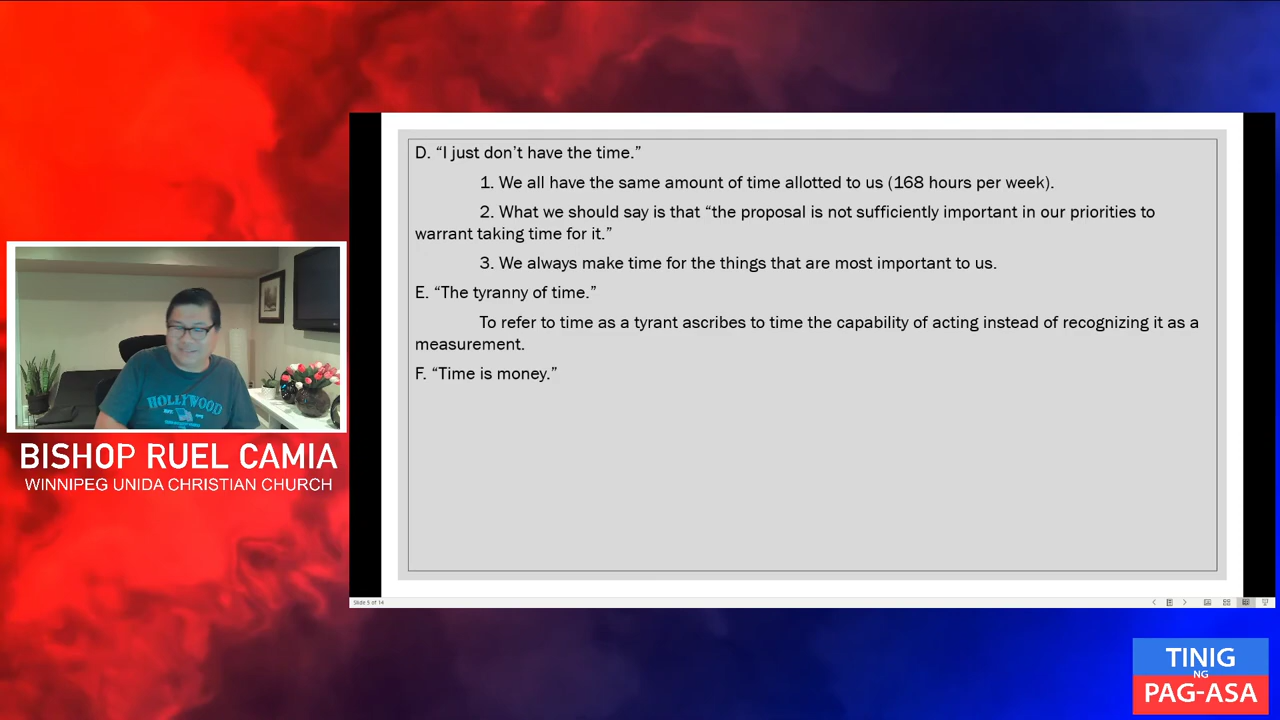 D. “I just don’t have the time.”
1. We all have the same amount of time allotted to us (168 hours per week).
2. What we should say is that “the proposal is not sufficiently important in our priorities to
warrant taking time for it.”
3. We always make time for the things that are most important to us.
E. “The tyranny of time.”
To refer to time as a tyrant ascribes to time the capability of acting instead of recognizing it as a
measurement.
F. “Time is money.”
HOLLYWOOD
BISHOP RUEL CAMIA
WINNIPEG UNIDA CHRISTIAN CHURCH
Slide 5 of 14
TINIG
NG
PAG-ASA